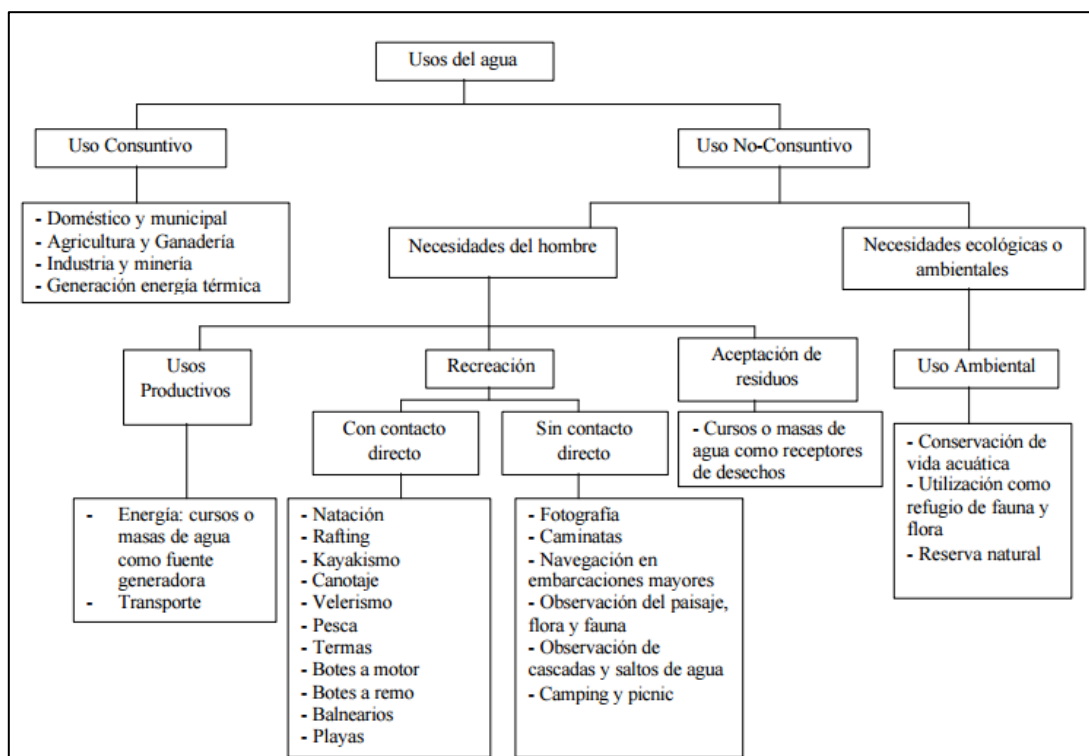 Usos del agua
Uso Consuntivo
Uso No-Consuntivo
- Doméstico y municipal
- Agricultura y Ganadería
- Industria y minería
- Generación energía térmica
Necesidades del hombre
Necesidades ecológicas o
ambientales
Usos
Productivos
Recreación
Aceptación de
residuos
Uso Ambiental
Con contacto
directo
Sin contacto
directo
- Cursos o masas de
agua como receptores
de desechos
- Conservación de
vida acuática
- Utilización como
refugio de fauna y
flora
- Reserva natural
- Energía: cursos o
masas de agua
como fuente
generadora
- Transporte
- Natación
- Rafting
- Kayakismo
- Canotaje
- Velerismo
- Pesca
- Termas
- Botes a motor
- Botes a remo
- Balnearios
- Playas
- Fotografía
- Caminatas
- Navegación en
embarcaciones mayores
- Observación del paisaje,
flora y fauna
- Observación de
cascadas y saltos de agua
- Camping y picnic